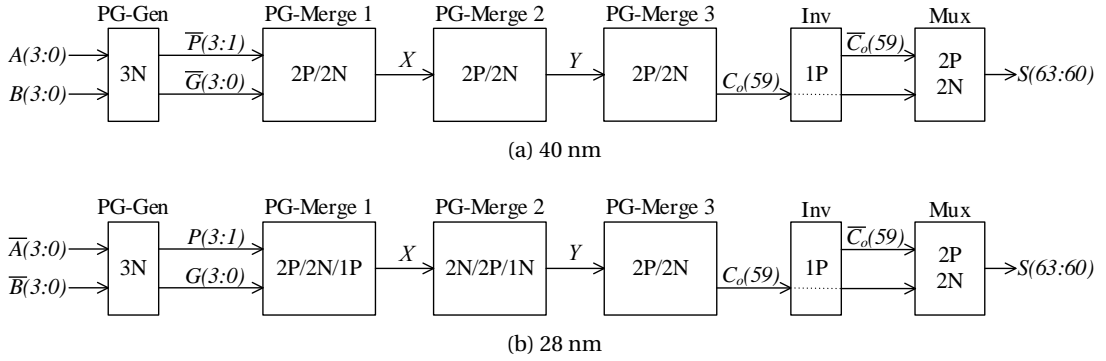 PG-Gen PG-Merge 1 PG-Merge 2 PG-Merge 3 Inv Mux
A(3:0) B(3:0) 3N P̅(3:1) G̅(3:0) 2P/2N X 2P/2N Y 2P/2N Cₒ(59) 1P C̅ₒ(59) 2P 2N S(63:60)
(a) 40 nm
PG-Gen PG-Merge 1 PG-Merge 2 PG-Merge 3 Inv Mux
A̅(3:0) B̅(3:0) 3N P(3:1) G(3:0) 2P/2N/1P X 2N/2P/1N Y 2P/2N Cₒ(59) 1P C̅ₒ(59) 2P 2N S(63:60)
(b) 28 nm